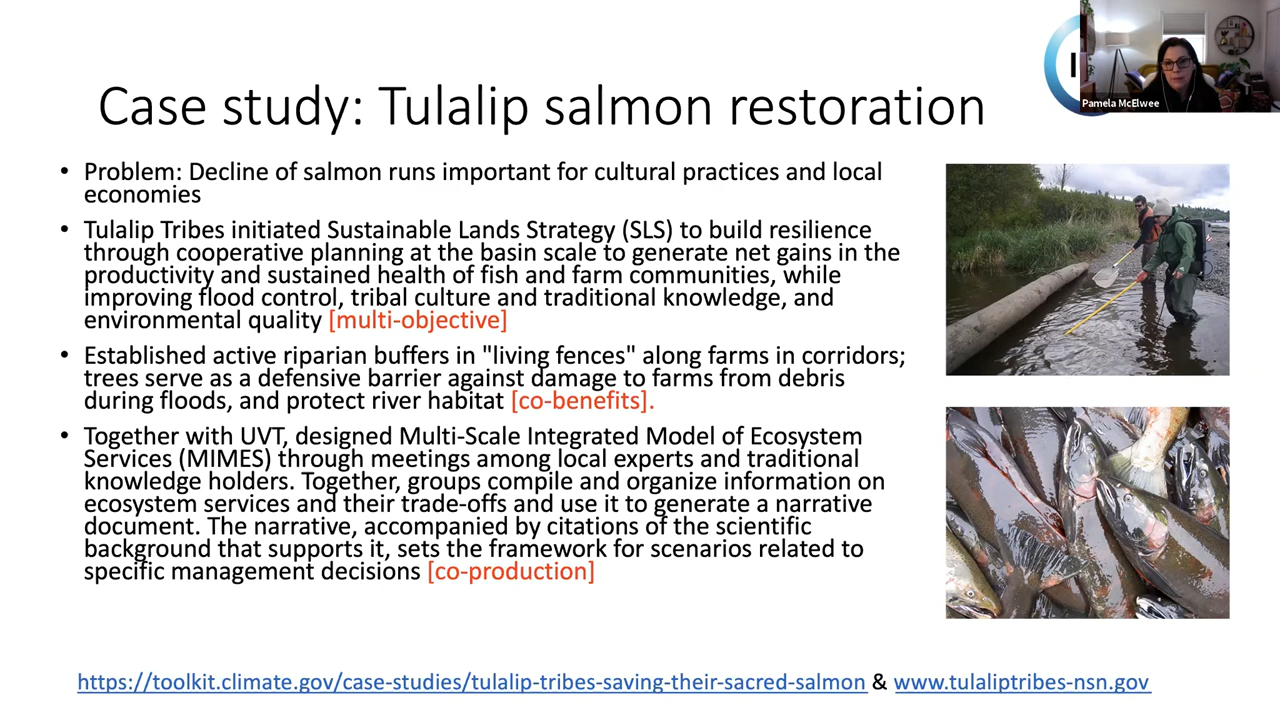 Case study: Tulalip salmon restoration
Pamela McElwee
• Problem: Decline of salmon runs important for cultural practices and local
economies
• Tulalip Tribes initiated Sustainable Lands Strategy (SLS) to build resilience
through cooperative planning at the basin scale to generate net gains in the
productivity and sustained health of fish and farm communities, while
improving flood control, tribal culture and traditional knowledge, and
environmental quality [multi-objective]
• Established active riparian buffers in "living fences" along farms in corridors;
trees serve as a defensive barrier against damage to farms from debris
during floods, and protect river habitat [co-benefits].
• Together with UVT, designed Multi-Scale Integrated Model of Ecosystem
Services (MIMES) through meetings among local experts and traditional
knowledge holders. Together, groups compile and organize information on
ecosystem services and their trade-offs and use it to generate a narrative
document. The narrative, accompanied by citations of the scientific
background that supports it, sets the framework for scenarios related to
specific management decisions [co-production]
https://toolkit.climate.gov/case-studies/tulalip-tribes-saving-their-sacred-salmon & www.tulaliptribes-nsn.gov